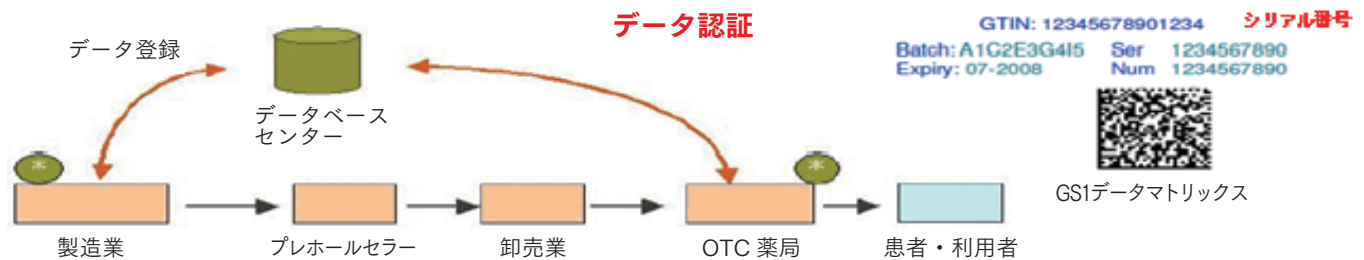 データ認証
GTIN: 12345678901234 シリアル番号
データ登録
Batch: A1C2E3G4I5 Ser 1234567890
Expiry: 07-2008 Num 1234567890
データベース
センター
*
*
GS1データマトリックス
製造業
プレホールセラー
卸売業
OTC 薬局
患者・利用者